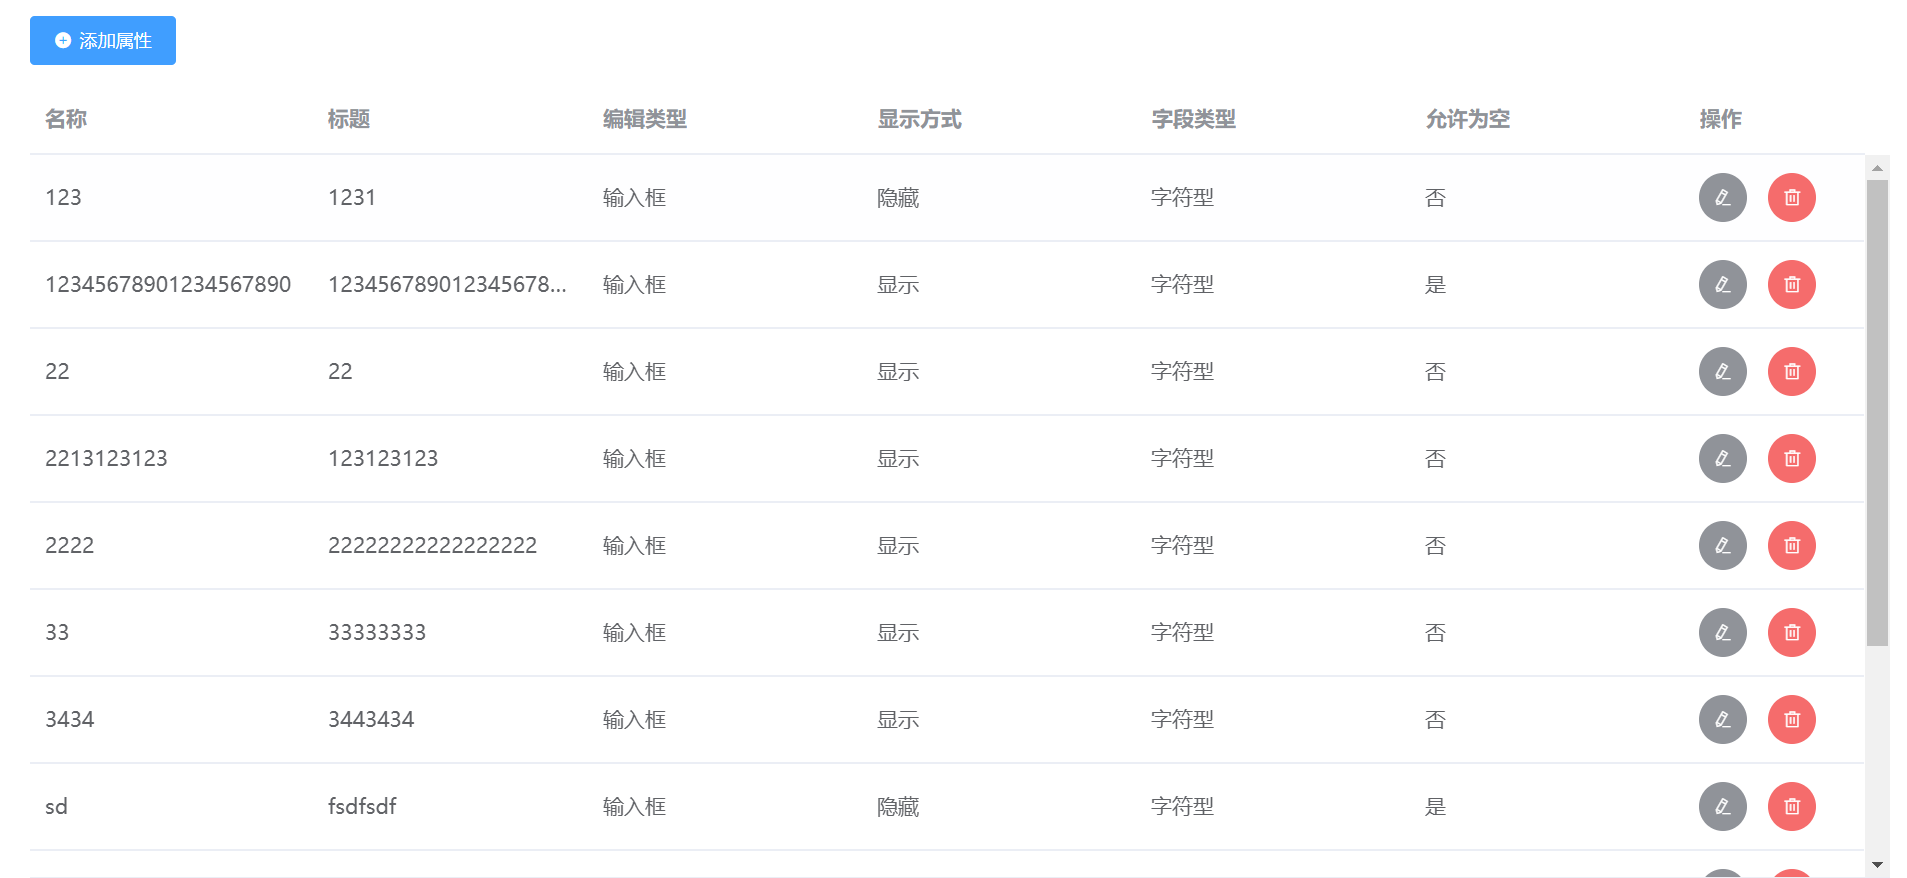 添加属性
名称 标题 编辑类型 显示方式 字段类型 允许为空 操作
123 1231 输入框 隐藏 字符型 否
12345678901234567890 123456789012345678... 输入框 显示 字符型 是
22 22 输入框 显示 字符型 否
2213123123 123123123 输入框 显示 字符型 否
2222 22222222222222222 输入框 显示 字符型 否
33 33333333 输入框 显示 字符型 否
3434 3443434 输入框 显示 字符型 否
sd fsdfsdf 输入框 隐藏 字符型 是